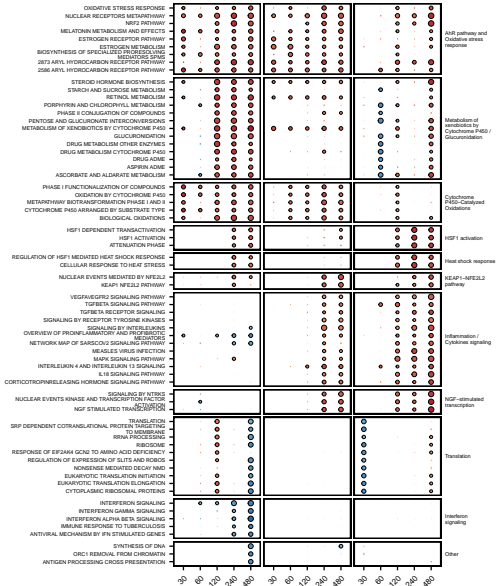 OXIDATIVE STRESS RESPONSE
NUCLEAR RECEPTORS METAPATHWAY
NRF2 PATHWAY
MELATONIN METABOLISM AND EFFECTS
ESTROGEN RECEPTOR PATHWAY
ESTROGEN METABOLISM
BIOSYNTHESIS OF SPECIALIZED PRORESOLVING
MEDIATORS SPMS
2873 ARYL HYDROCARBON RECEPTOR PATHWAY
2586 ARYL HYDROCARBON RECEPTOR PATHWAY
AhR pathway and
Oxidative stress
response
STEROID HORMONE BIOSYNTHESIS
STARCH AND SUCROSE METABOLISM
RETINOL METABOLISM
PORPHYRIN AND CHLOROPHYLL METABOLISM
PHASE II CONJUGATION OF COMPOUNDS
PENTOSE AND GLUCURONATE INTERCONVERSIONS
METABOLISM OF XENOBIOTICS BY CYTOCHROME P450
GLUCURONIDATION
DRUG METABOLISM OTHER ENZYMES
DRUG METABOLISM CYTOCHROME P450
DRUG ADME
ASPIRIN ADME
ASCORBATE AND ALDARATE METABOLISM
Metabolism of
xenobiotics by
Cytochrome P450 /
Glucuronidation
PHASE I FUNCTIONALIZATION OF COMPOUNDS
OXIDATION BY CYTOCHROME P450
METAPATHWAY BIOTRANSFORMATION PHASE I AND II
CYTOCHROME P450 ARRANGED BY SUBSTRATE TYPE
BIOLOGICAL OXIDATIONS
Cytochrome
P450-Catalyzed
Oxidations
HSF1 DEPENDENT TRANSACTIVATION
HSF1 ACTIVATION
ATTENUATION PHASE
HSF1 activation
REGULATION OF HSF1 MEDIATED HEAT SHOCK RESPONSE
CELLULAR RESPONSE TO HEAT STRESS
Heat shock response
NUCLEAR EVENTS MEDIATED BY NFE2L2
KEAP1 NFE2L2 PATHWAY
KEAP1-NFE2L2
pathway
VEGFAVEGFR2 SIGNALING PATHWAY
TGFBETA SIGNALING PATHWAY
TGFBETA RECEPTOR SIGNALING
SIGNALING BY RECEPTOR TYROSINE KINASES
SIGNALING BY INTERLEUKINS
OVERVIEW OF PROINFLAMMATORY AND PROFIBROTIC
MEDIATORS
NETWORK MAP OF SARSCOV2 SIGNALING PATHWAY
MEASLES VIRUS INFECTION
MAPK SIGNALING PATHWAY
INTERLEUKIN 4 AND INTERLEUKIN 13 SIGNALING
IL18 SIGNALING PATHWAY
CORTICOTROPINRELEASING HORMONE SIGNALING PATHWAY
Inflammation /
Cytokines signaling
SIGNALING BY NTRKS
NUCLEAR EVENTS KINASE AND TRANSCRIPTION FACTOR
ACTIVATION
NGF STIMULATED TRANSCRIPTION
NGF-stimulated
transcription
TRANSLATION
SRP DEPENDENT COTRANSLATIONAL PROTEIN TARGETING
TO MEMBRANE
RRNA PROCESSING
RIBOSOME
RESPONSE OF EIF2AK4 GCN2 TO AMINO ACID DEFICIENCY
REGULATION OF EXPRESSION OF SLITS AND ROBOS
NONSENSE MEDIATED DECAY NMD
EUKARYOTIC TRANSLATION INITIATION
EUKARYOTIC TRANSLATION ELONGATION
CYTOPLASMIC RIBOSOMAL PROTEINS
Translation
INTERFERON SIGNALING
INTERFERON GAMMA SIGNALING
INTERFERON ALPHA BETA SIGNALING
IMMUNE RESPONSE TO TUBERCULOSIS
ANTIVIRAL MECHANISM BY IFN STIMULATED GENES
Interferon
signaling
SYNTHESIS OF DNA
ORC1 REMOVAL FROM CHROMATIN
ANTIGEN PROCESSING CROSS PRESENTATION
Other
30 60 120 240 480 30 60 120 240 480 30 60 120 240 480